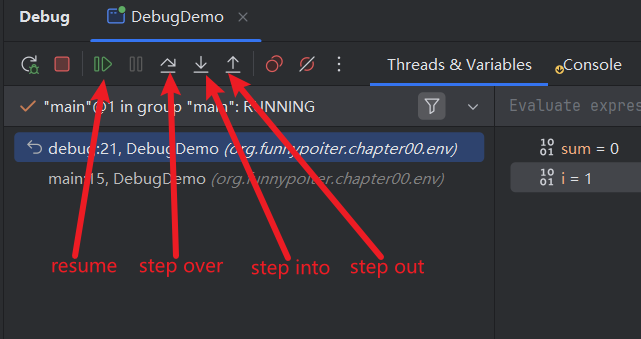 Debug DebugDemo
Threads & Variables Console
"main"@1 in group "main": RUNNING
Evaluate expres
debug:21, DebugDemo (org.funnypoiter.chapter00.env)
main:15, DebugDemo (org.funnypoiter.chapter00.env)
sum = 0
i = 1
resume step over step into step out